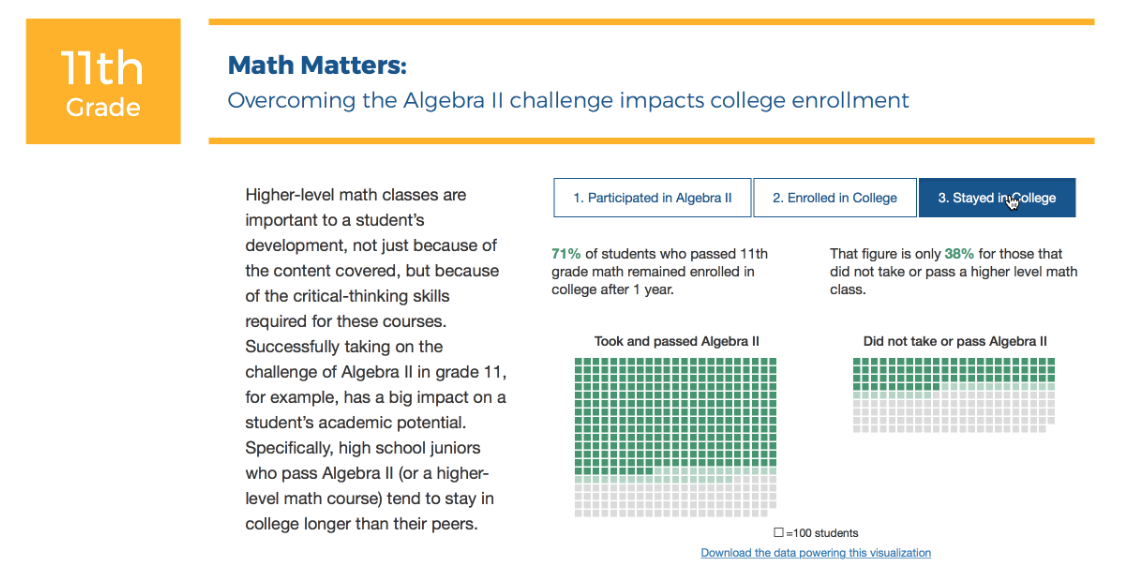 11th
Grade
Math Matters:
Overcoming the Algebra II challenge impacts college enrollment
Higher-level math classes are
important to a student's
development, not just because of
the content covered, but because
of the critical-thinking skills
required for these courses.
Successfully taking on the
challenge of Algebra II in grade 11,
for example, has a big impact on a
student's academic potential.
Specifically, high school juniors
who pass Algebra II (or a higher-
level math course) tend to stay in
college longer than their peers.
1. Participated in Algebra II
2. Enrolled in College
3. Stayed in College
71% of students who passed 11th
grade math remained enrolled in
college after 1 year.
That figure is only 38% for those that
did not take or pass a higher level math
class.
Took and passed Algebra II
Did not take or pass Algebra II
=100 students
Download the data powering this visualization